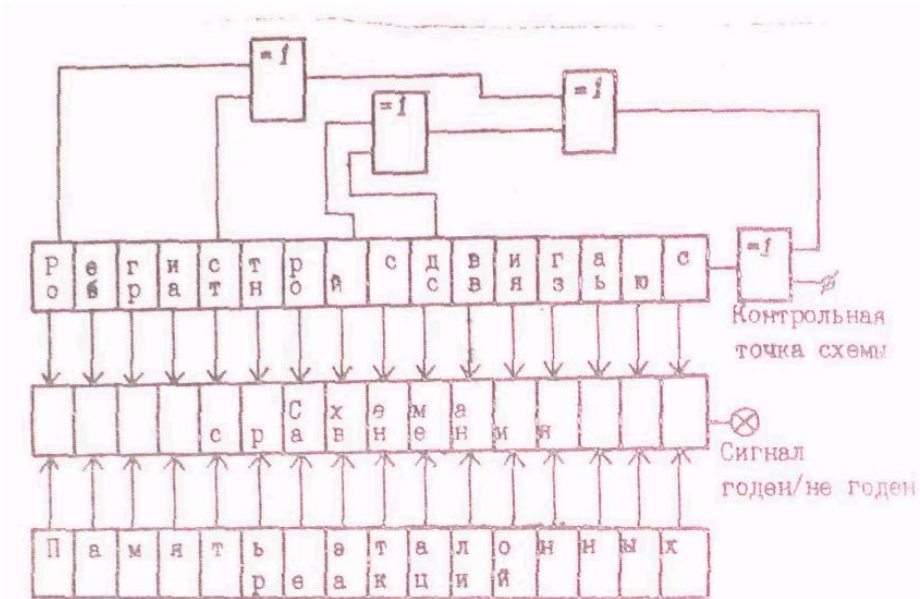 =1
=1
=1
=1
Регистр сдвига с
обратной связью
Контрольная
точка схемы
Схема
сравнения
Сигнал
годен/не годен
Память эталонных
реакций